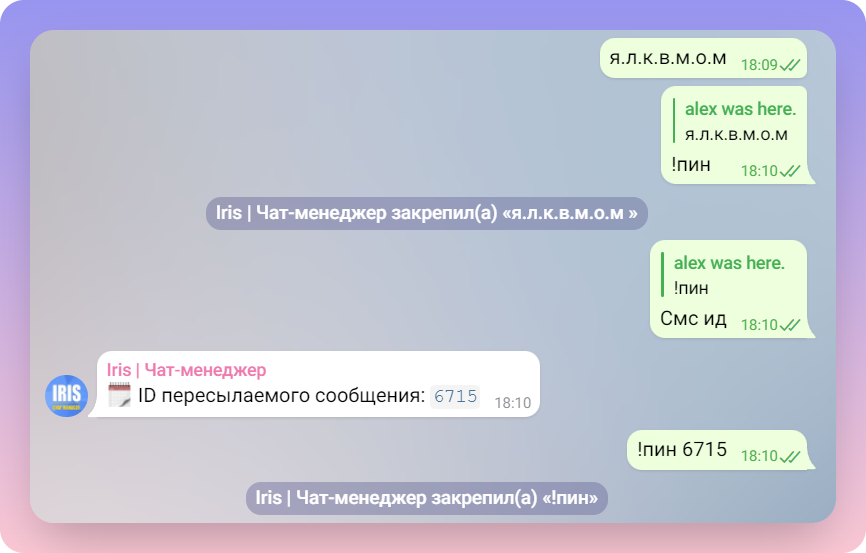 я.л.к.в.м.о.м 18:09
alex was here.
я.л.к.в.м.о.м
!пин 18:10
Iris | Чат-менеджер закрепил(а) «я.л.к.в.м.о.м »
alex was here.
!пин
Смс ид 18:10
Iris | Чат-менеджер
ID пересылаемого сообщения: 6715 18:10
IRIS
!пин 6715 18:10
Iris | Чат-менеджер закрепил(а) «!пин»